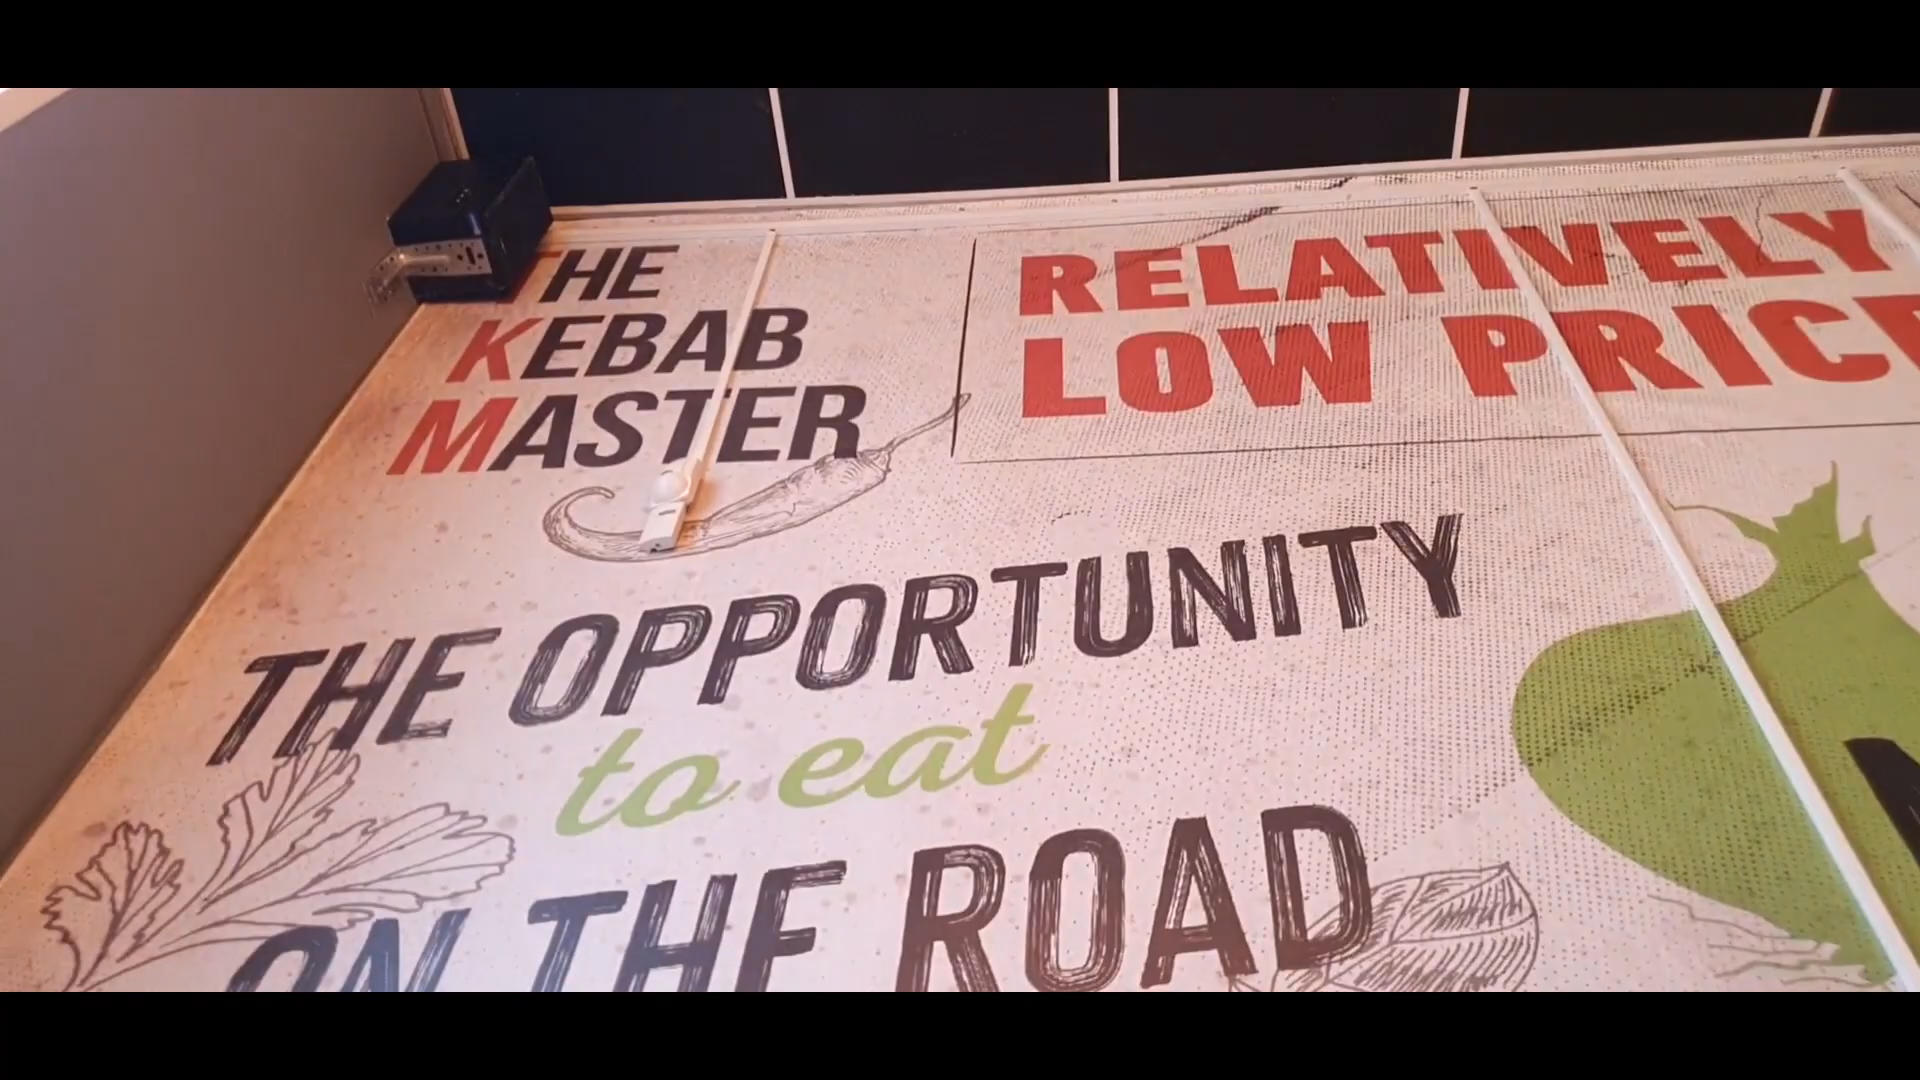 THE
KEBAB
MASTER
RELATIVELY
LOW PRICE
THE OPPORTUNITY
to eat
ON THE ROAD